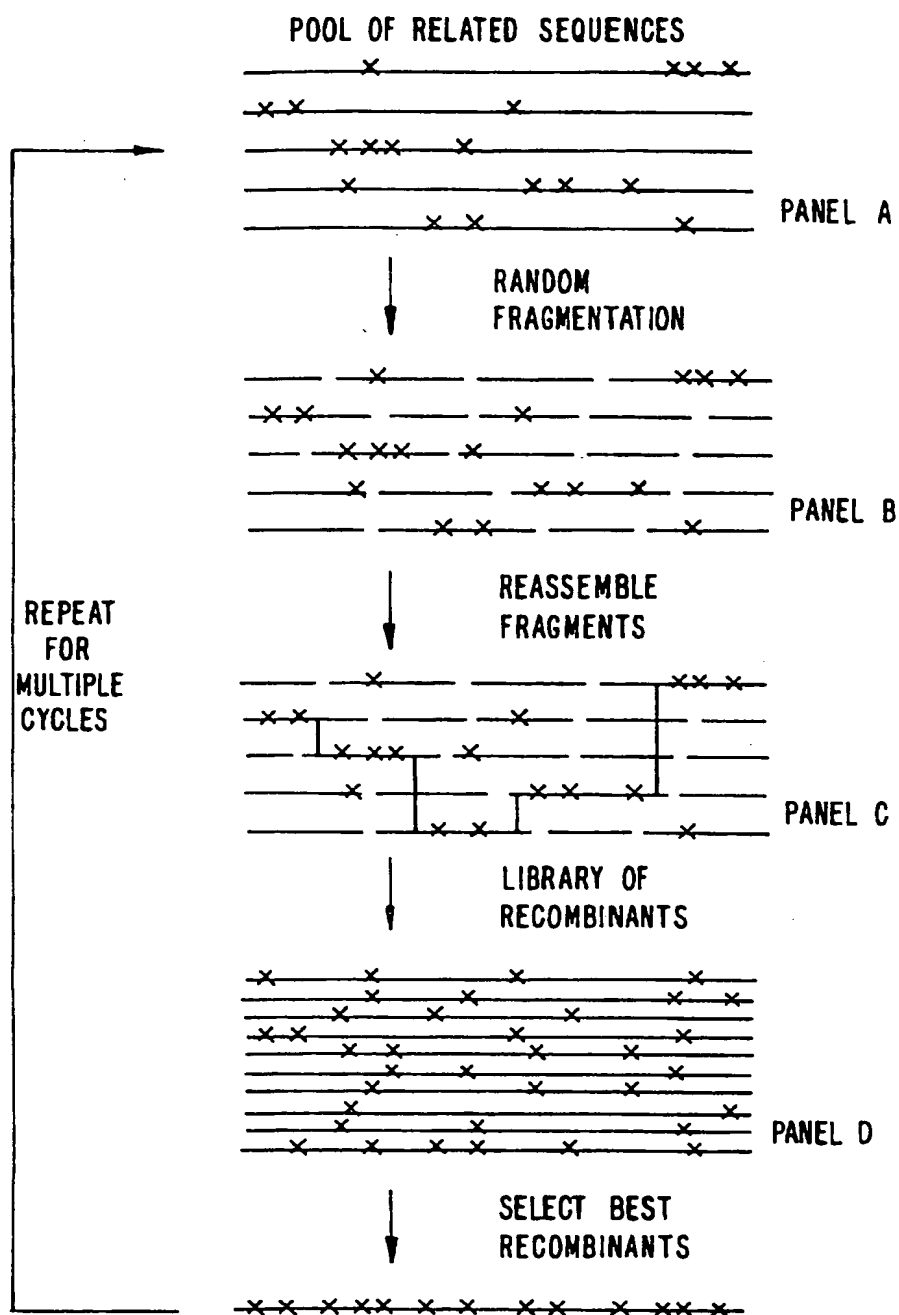 POOL OF RELATED SEQUENCES
PANEL A
RANDOM
FRAGMENTATION
PANEL B
REASSEMBLE
FRAGMENTS
REPEAT
FOR
MULTIPLE
CYCLES
PANEL C
LIBRARY OF
RECOMBINANTS
PANEL D
SELECT BEST
RECOMBINANTS